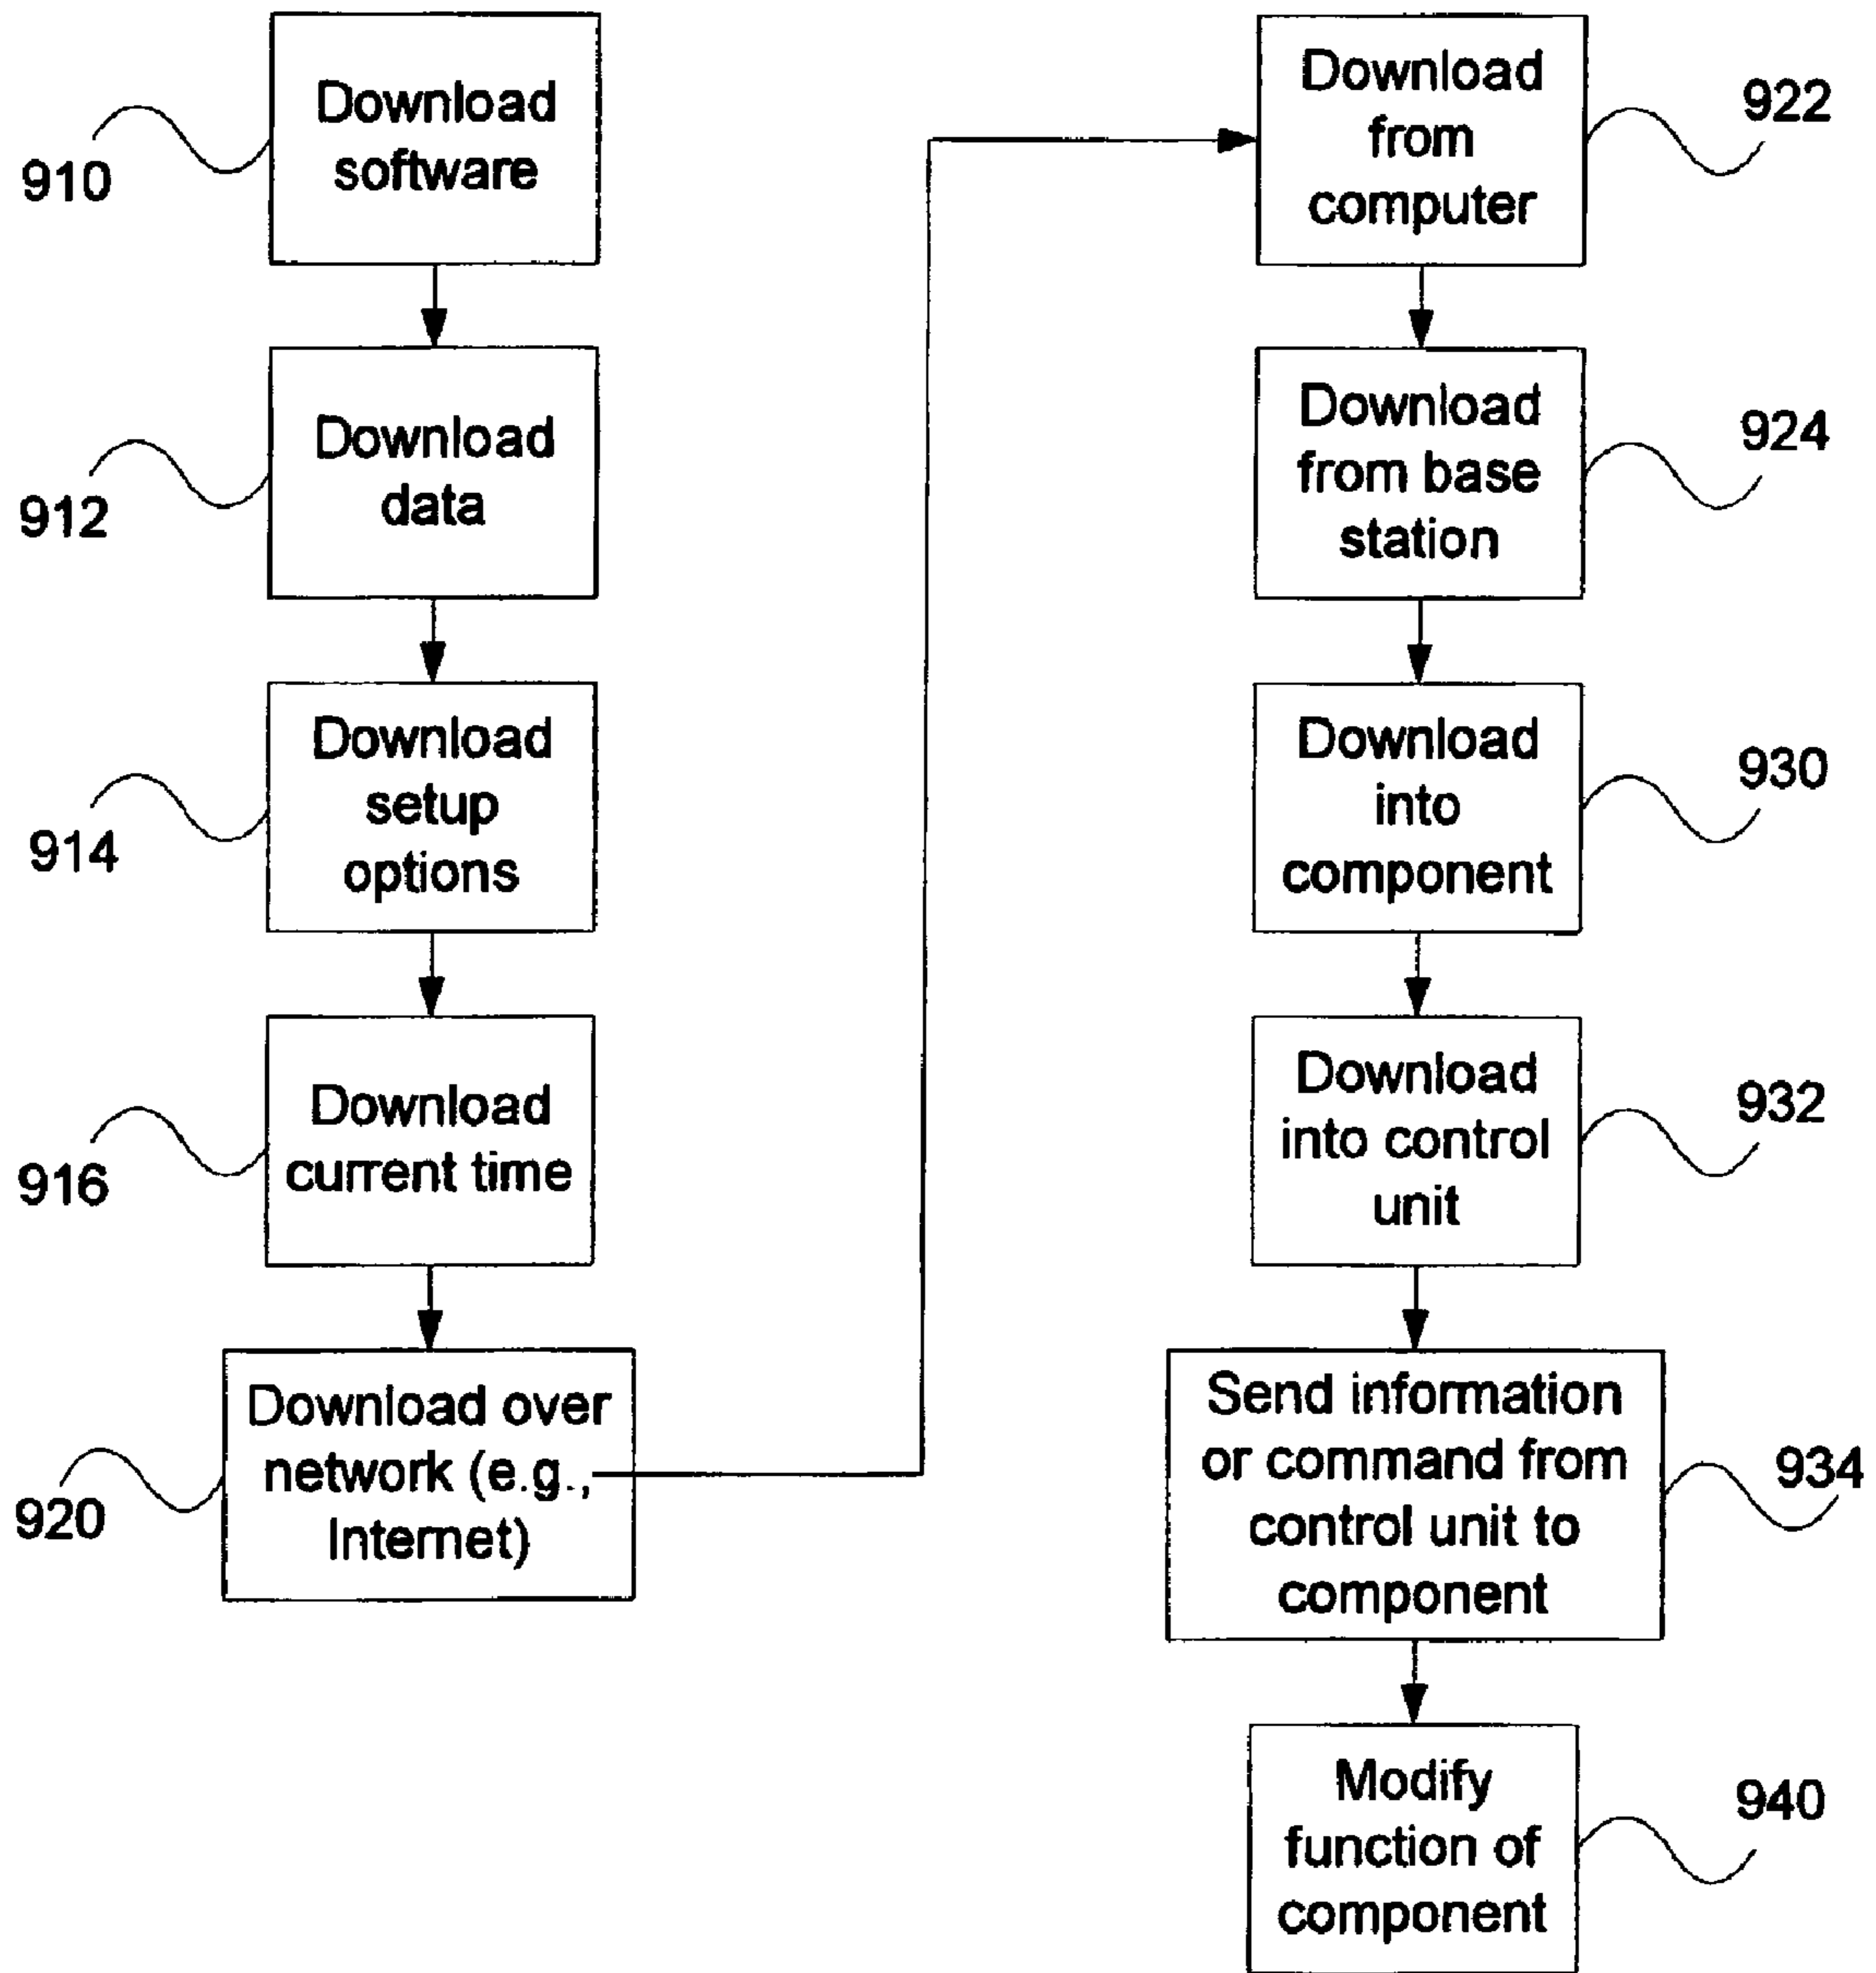 Download
software
910
Download
data
912
Download
setup
options
914
Download
current time
916
Download over
network (e.g.,
Internet)
920
Download
from
computer
922
Download
from base
station
924
Download
into
component
930
Download
into control
unit
932
Send information
or command from
control unit to
component
934
Modify
function of
component
940